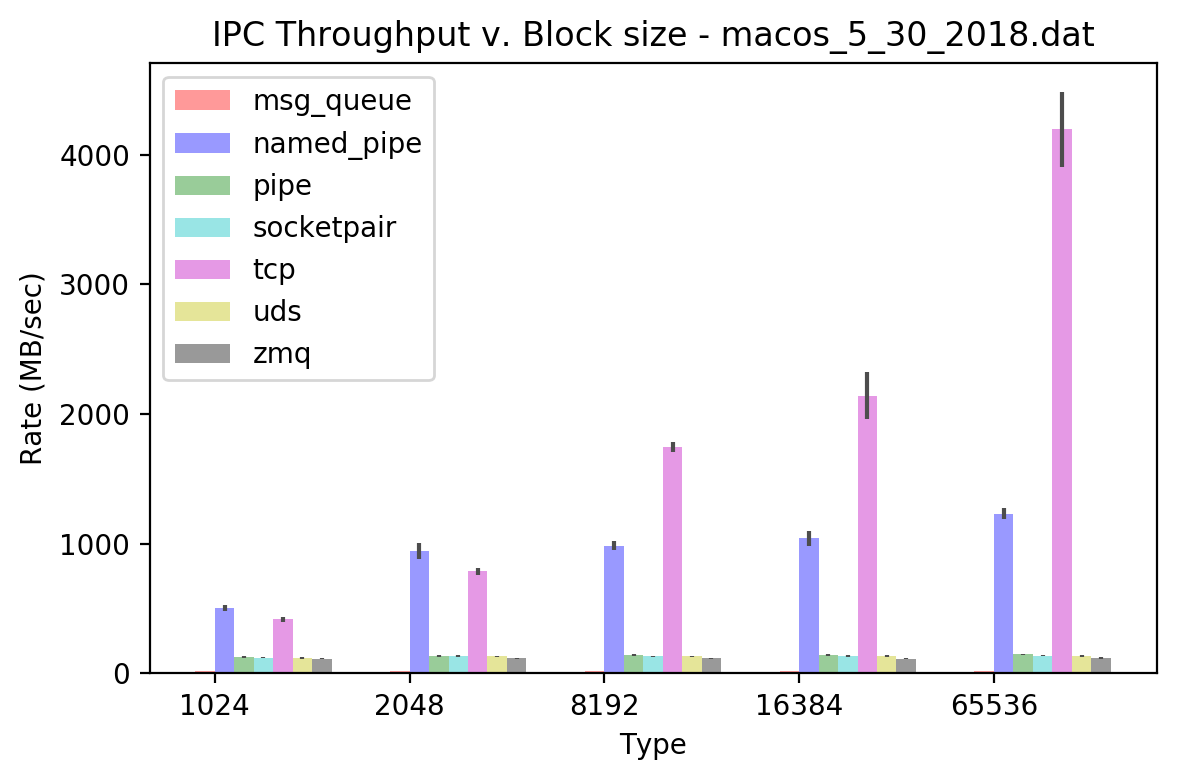 IPC Throughput v. Block size - macos_5_30_2018.dat
msg_queue
named_pipe
pipe
socketpair
tcp
uds
zmq
Rate (MB/sec)
4000
3000
2000
1000
0
1024 2048 8192 16384 65536
Type